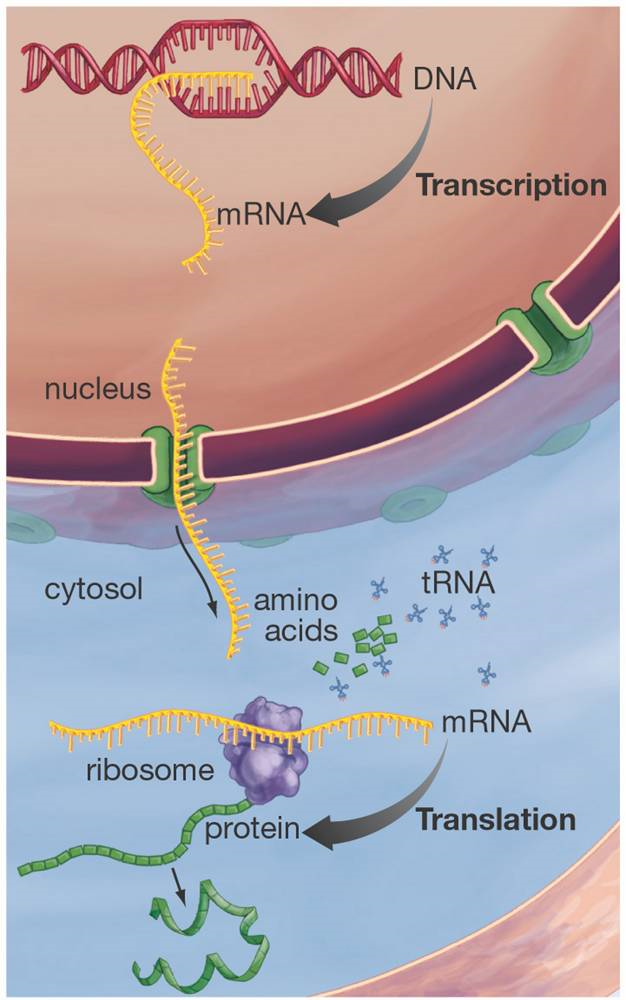 DNA
Transcription
mRNA
nucleus
cytosol
tRNA
amino
acids
mRNA
ribosome
protein
Translation